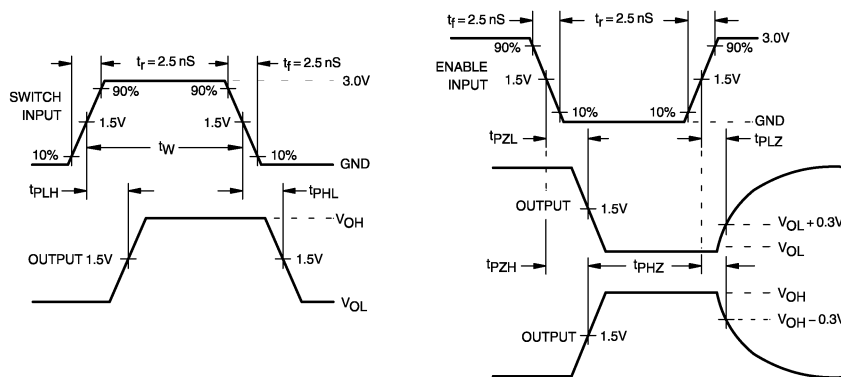 tr = 2.5 nS
tf = 2.5 nS
3.0V
90%
90%
SWITCH
INPUT
1.5V
1.5V
tW
10%
10%
GND
tPLH
tPHL
VOH
OUTPUT 1.5V
1.5V
VOL
tf = 2.5 nS
tr = 2.5 nS
3.0V
90%
90%
ENABLE
INPUT
1.5V
1.5V
10%
10%
GND
tPZL
tPLZ
OUTPUT
1.5V
VOL + 0.3V
VOL
tPZH
tPHZ
VOH
VOH − 0.3V
OUTPUT
1.5V